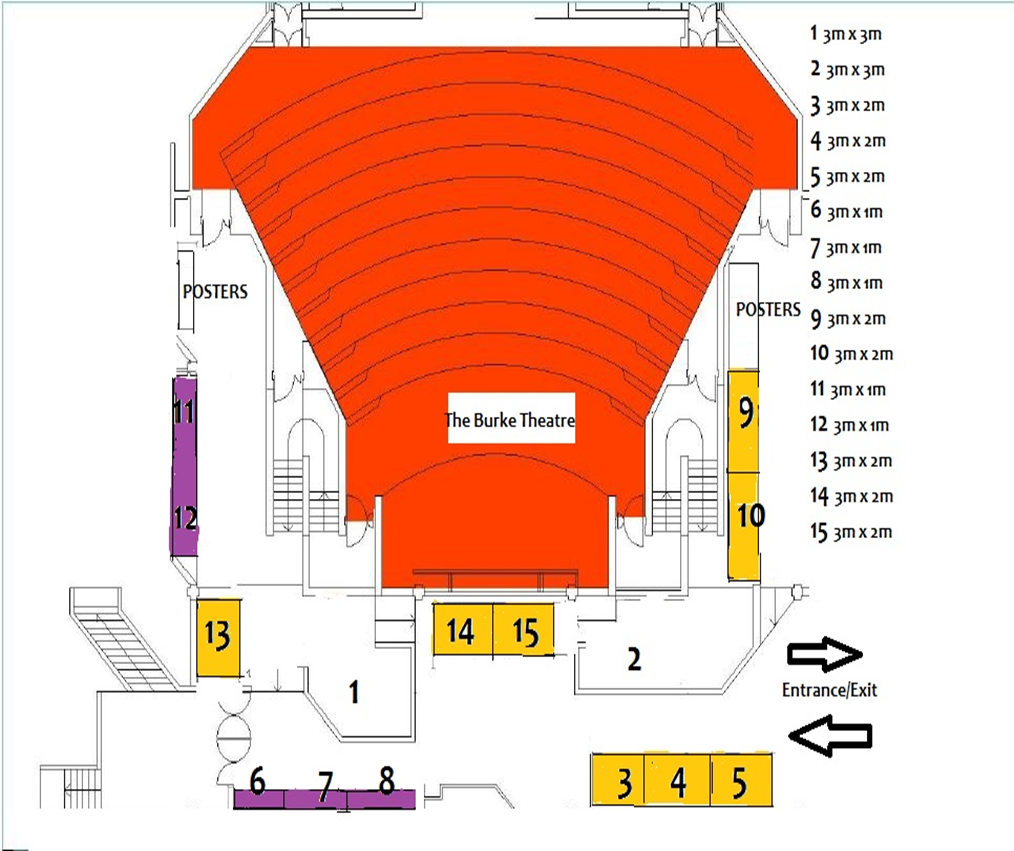 1 3m x 3m
2 3m x 3m
3 3m x 2m
4 3m x 2m
5 3m x 2m
6 3m x 1m
7 3m x 1m
8 3m x 1m
9 3m x 2m
10 3m x 2m
11 3m x 1m
12 3m x 1m
13 3m x 2m
14 3m x 2m
15 3m x 2m
POSTERS
POSTERS
The Burke Theatre
11
9
12
10
13
14 15
2
1
Entrance/Exit
6 7 8
3 4 5